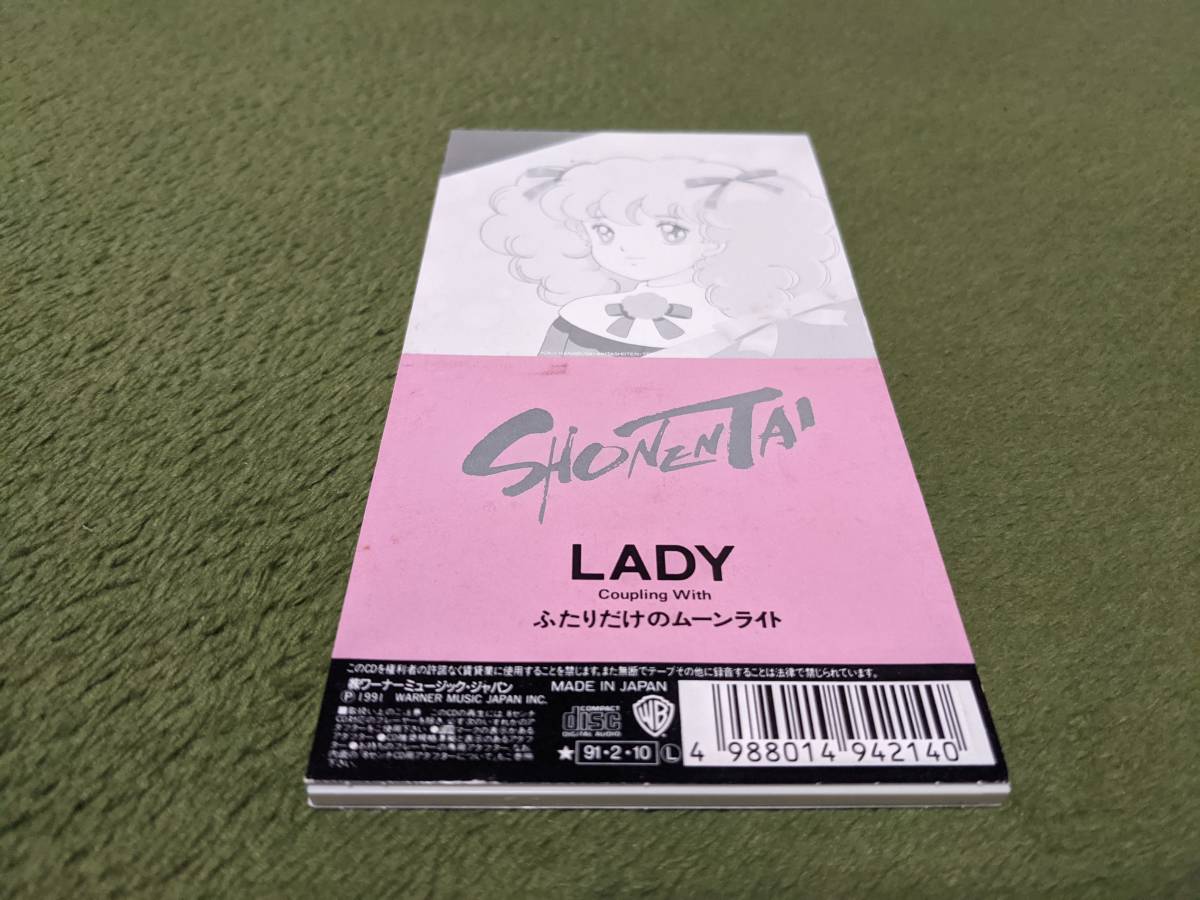 SHONENTAI
LADY
Coupling With
ふたりだけのムーンライト
このCDを権利者の許諾なく賃貸業に使用することを禁じます。また無断でテープその他に録音することは法律で禁じられています。
㈱ワーナーミュージック・ジャパン
MADE IN JAPAN
Ⓟ 1991 WARNER MUSIC JAPAN INC.
COMPACT
disc
DIGITAL AUDIO
WB
★ 91・2・10 Ⓛ
4 988014 942140